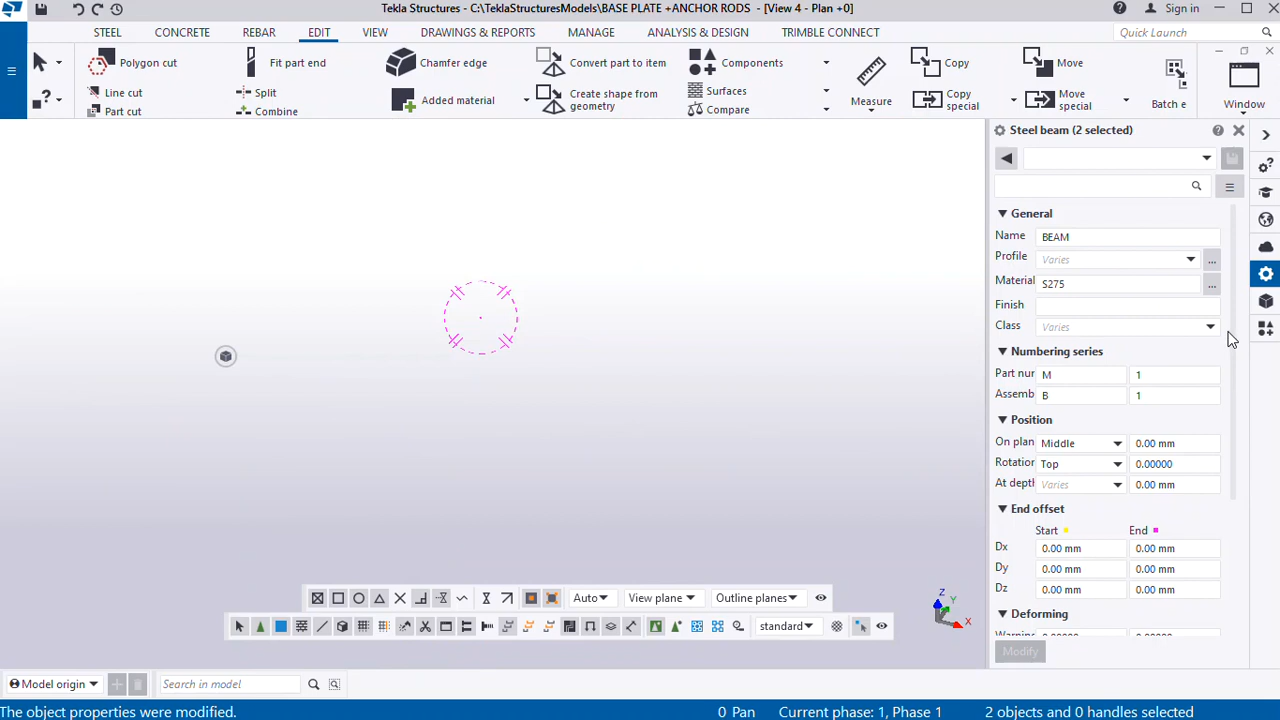 Tekla Structures - C:\TeklaStructuresModels\BASE PLATE +ANCHOR RODS - [View 4 - Plan +0]
Sign in
STEEL CONCRETE REBAR EDIT VIEW DRAWINGS & REPORTS MANAGE ANALYSIS & DESIGN TRIMBLE CONNECT
Quick Launch
Polygon cut
Fit part end
Chamfer edge
Convert part to item
Components
Copy
Move
Line cut
Split
Added material
Create shape from geometry
Surfaces
Measure
Copy special
Move special
Batch e
Window
Part cut
Combine
Compare
Steel beam (2 selected)
General
Name BEAM
Profile Varies ...
Material S275 ...
Finish
Class Varies
Numbering series
Part nur M 1
Assemb B 1
Position
On plan Middle 0.00 mm
Rotation Top 0.00000
At depth Varies 0.00 mm
End offset
Start End
Dx 0.00 mm 0.00 mm
Dy 0.00 mm 0.00 mm
Dz 0.00 mm 0.00 mm
Deforming
Modify
Auto View plane Outline planes
standard
Z
Y
X
Model origin
Search in model
The object properties were modified.
0 Pan
Current phase: 1, Phase 1
2 objects and 0 handles selected